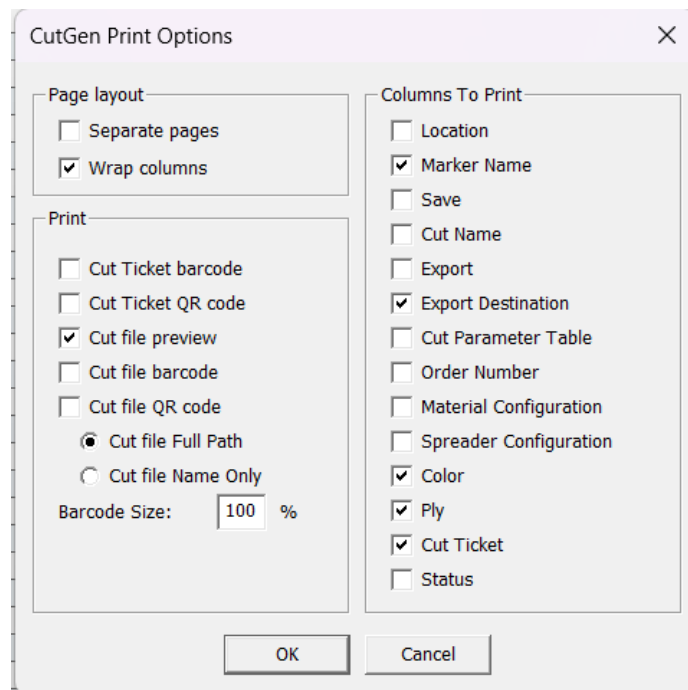 CutGen Print Options
Page layout
Separate pages
Wrap columns
Print
Cut Ticket barcode
Cut Ticket QR code
Cut file preview
Cut file barcode
Cut file QR code
Cut file Full Path
Cut file Name Only
Barcode Size: 100 %
Columns To Print
Location
Marker Name
Save
Cut Name
Export
Export Destination
Cut Parameter Table
Order Number
Material Configuration
Spreader Configuration
Color
Ply
Cut Ticket
Status
OK
Cancel